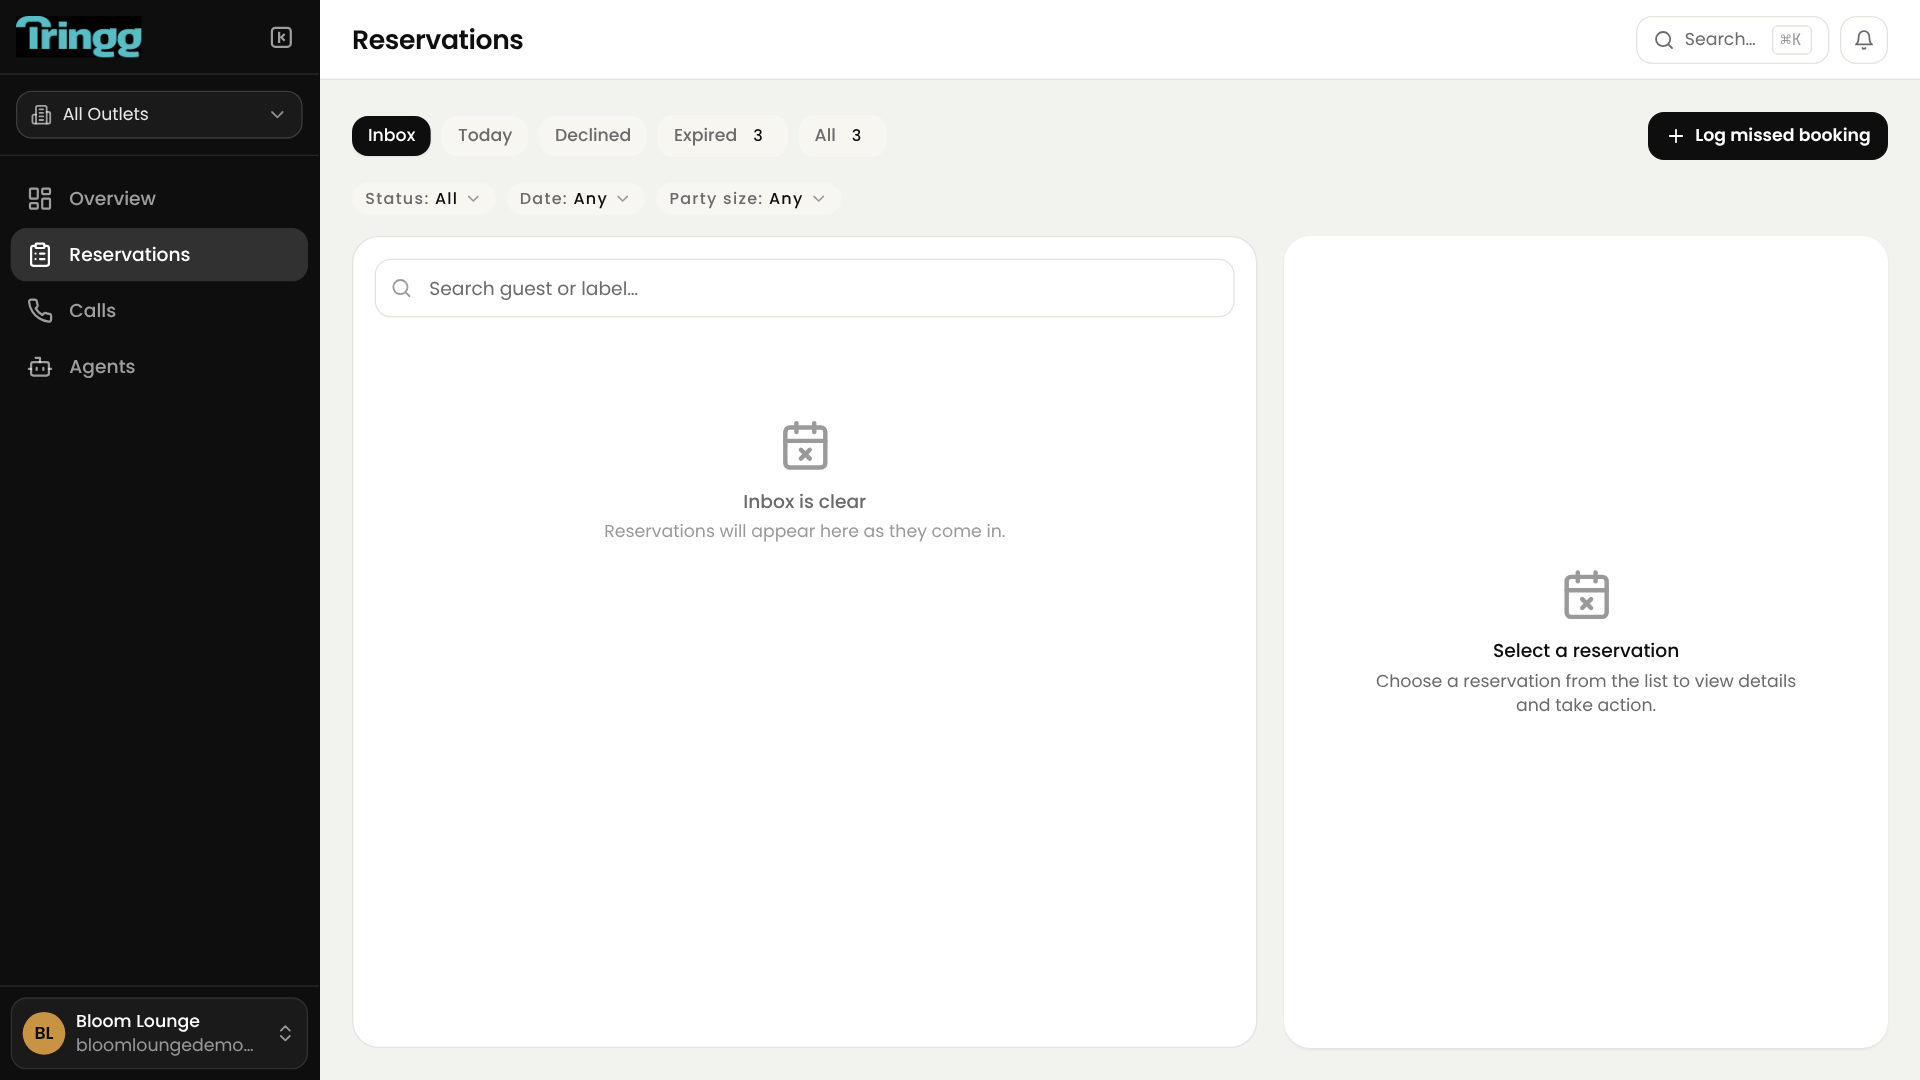 Tringg
All Outlets
Overview
Reservations
Calls
Agents
Bloom Lounge
bloomloungedemo...
BL
Reservations
Search...
⌘K
Inbox
Today
Declined
Expired 3
All 3
Log missed booking
Status: All
Date: Any
Party size: Any
Search guest or label...
Inbox is clear
Reservations will appear here as they come in.
Select a reservation
Choose a reservation from the list to view details
and take action.